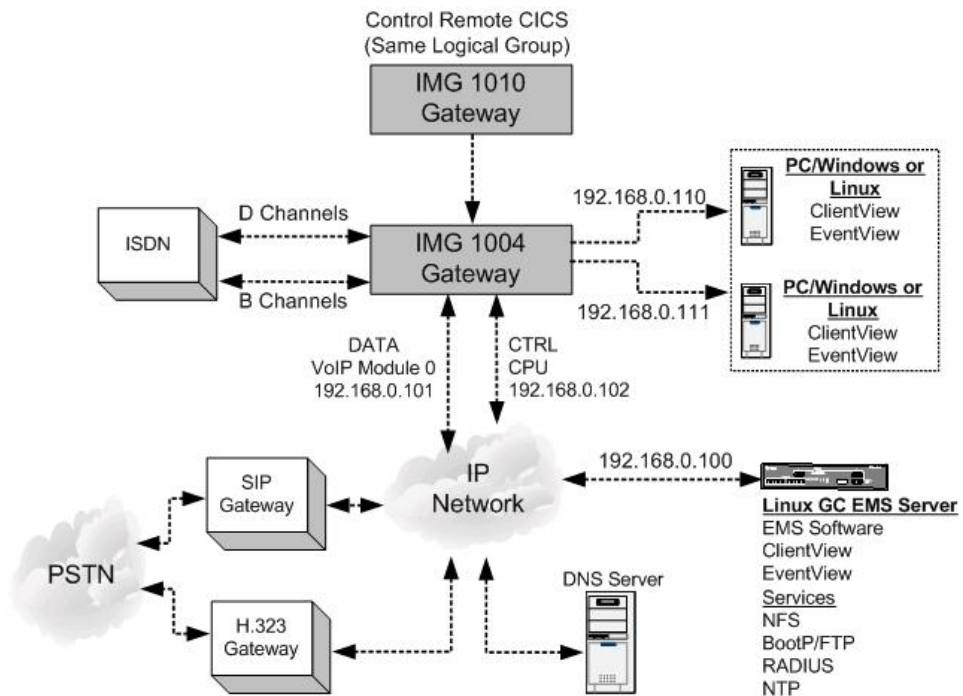 Control Remote CICS
(Same Logical Group)
IMG 1010
Gateway
192.168.0.110
PC/Windows or
Linux
ClientView
EventView
D Channels
ISDN
IMG 1004
Gateway
B Channels
192.168.0.111
PC/Windows or
Linux
ClientView
EventView
DATA
VoIP Module 0
192.168.0.101
CTRL
CPU
192.168.0.102
192.168.0.100
IP
Network
SIP
Gateway
PSTN
H.323
Gateway
DNS Server
Linux GC EMS Server
EMS Software
ClientView
EventView
Services
NFS
BootP/FTP
RADIUS
NTP